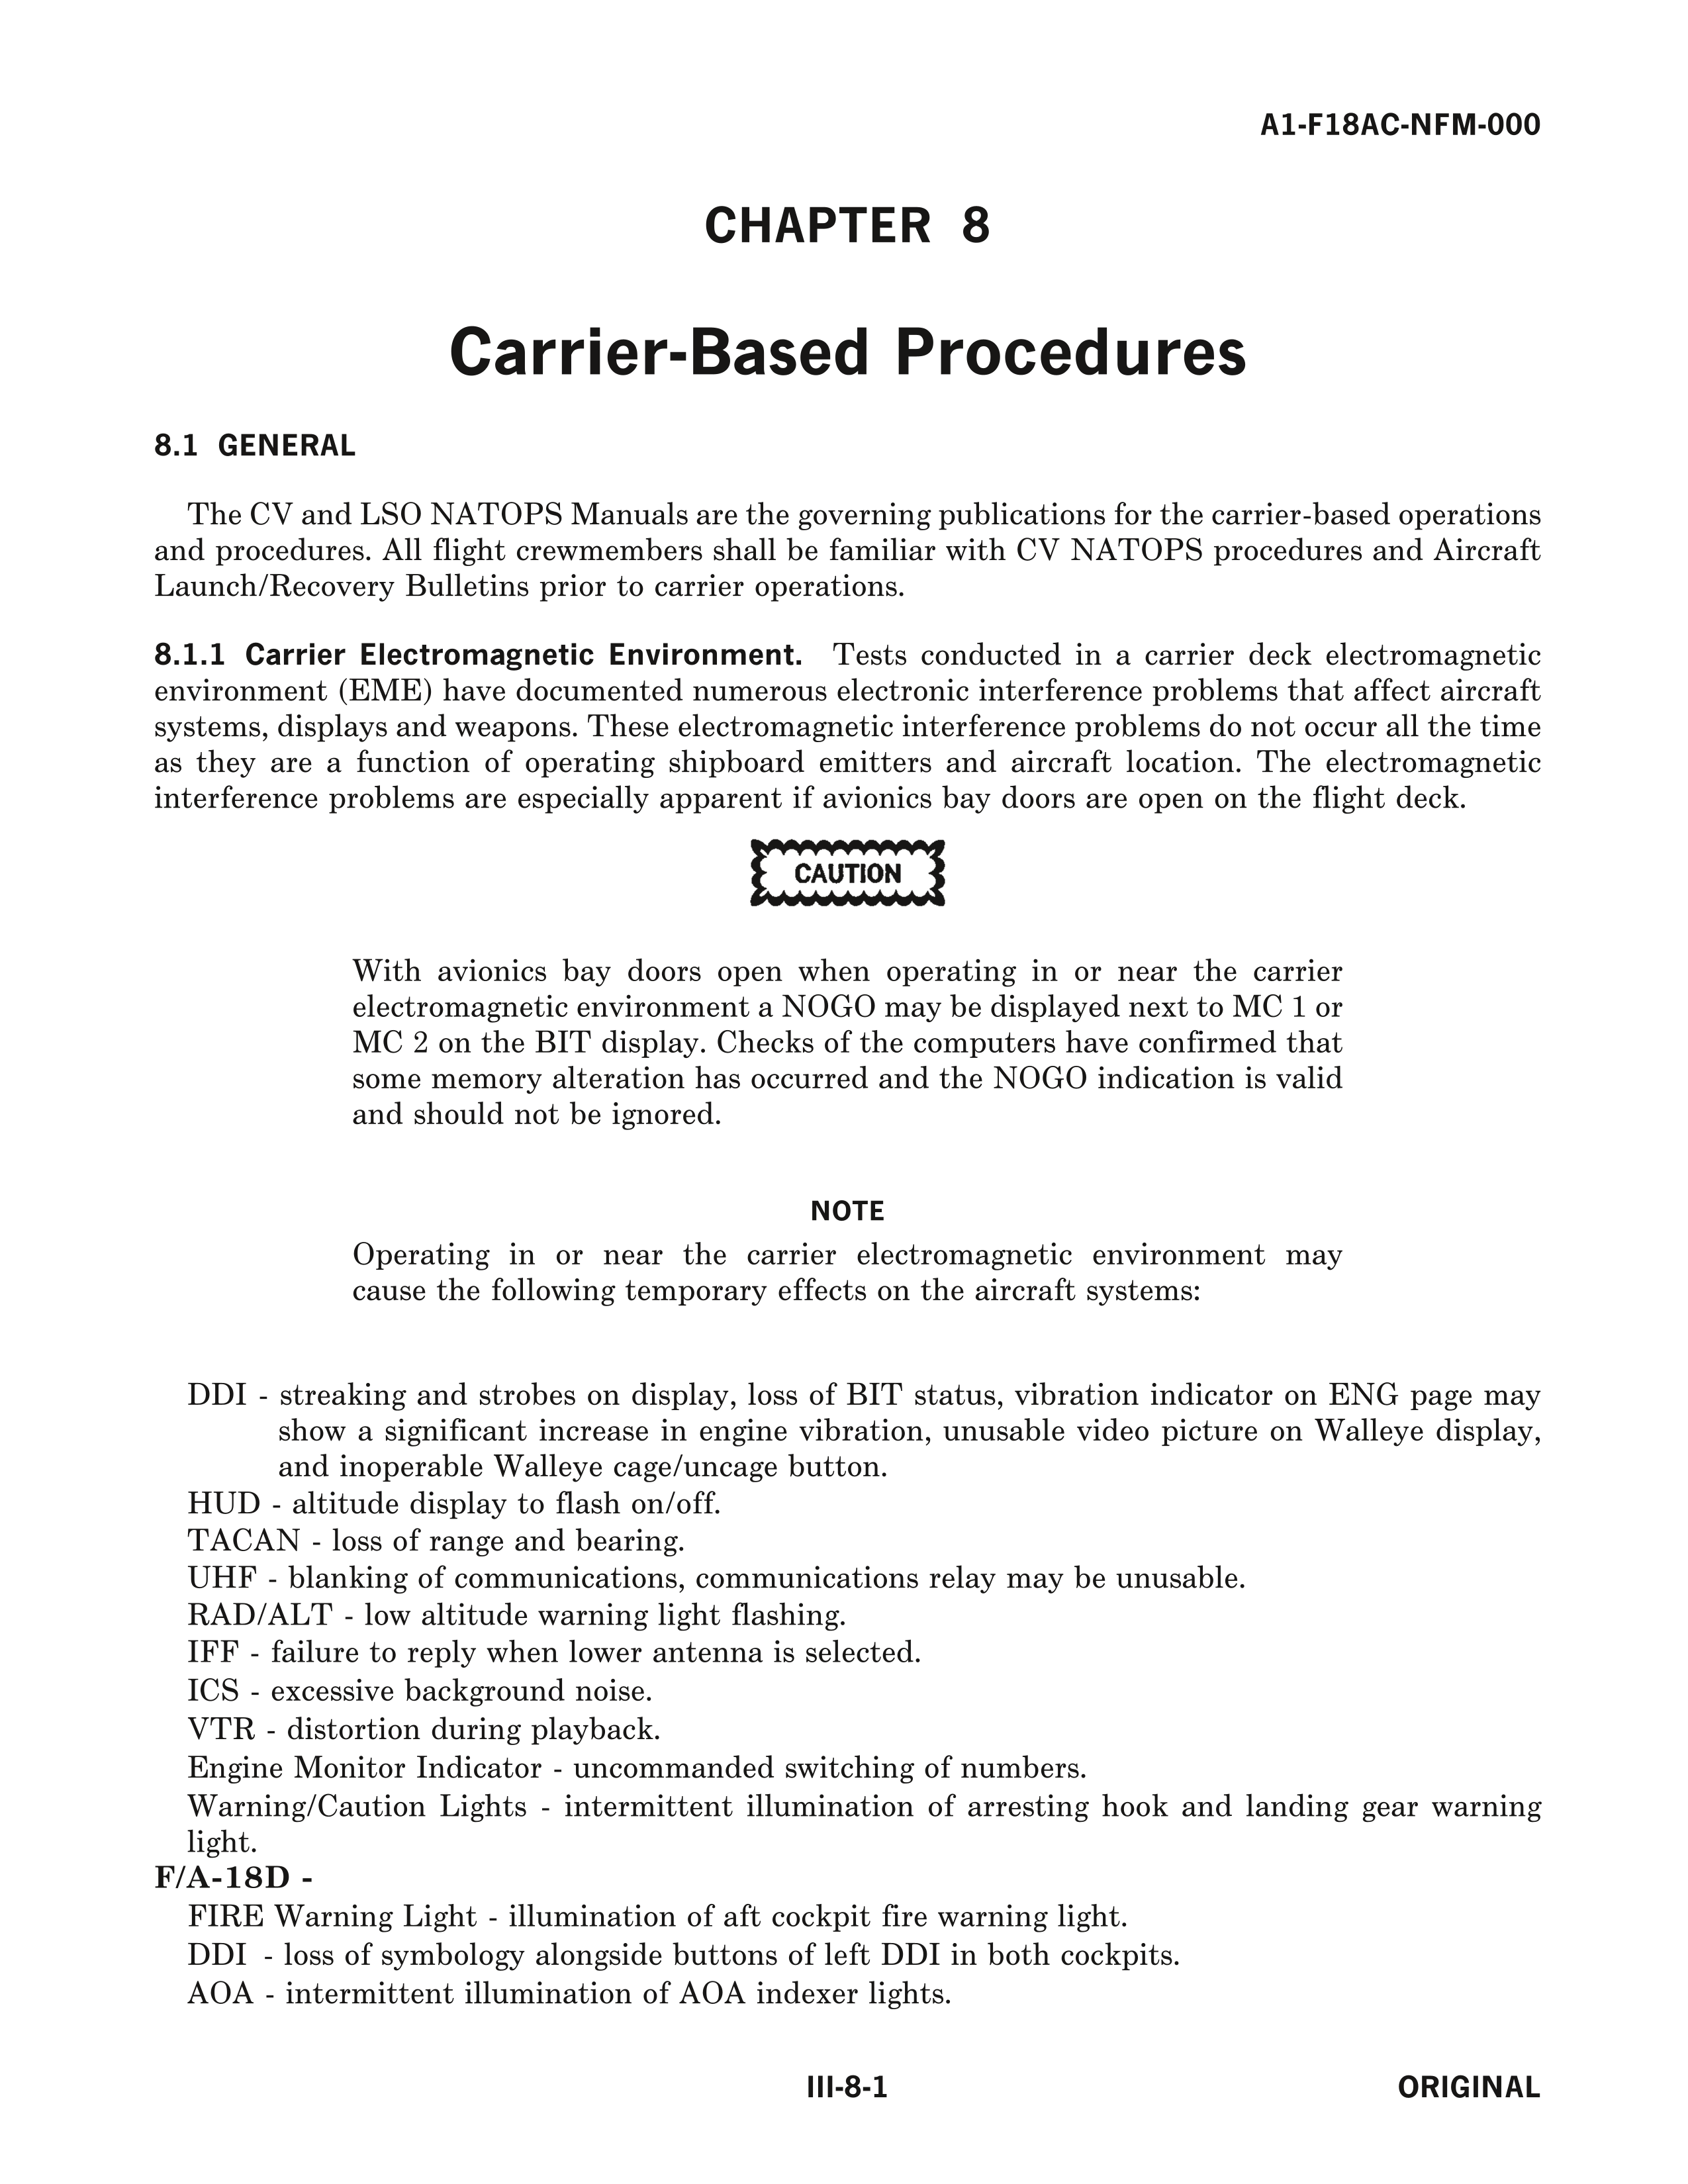 A1-F18AC-NFM-000
CHAPTER 8
Carrier-Based Procedures
8.1 GENERAL
The CV and LSO NATOPS Manuals are the governing publications for the carrier-based operations
and procedures. All flight crewmembers shall be familiar with CV NATOPS procedures and Aircraft
Launch/Recovery Bulletins prior to carrier operations.
8.1.1 Carrier Electromagnetic Environment. Tests conducted in a carrier deck electromagnetic
environment (EME) have documented numerous electronic interference problems that affect aircraft
systems, displays and weapons. These electromagnetic interference problems do not occur all the time
as they are a function of operating shipboard emitters and aircraft location. The electromagnetic
interference problems are especially apparent if avionics bay doors are open on the flight deck.
CAUTION
With avionics bay doors open when operating in or near the carrier
electromagnetic environment a NOGO may be displayed next to MC 1 or
MC 2 on the BIT display. Checks of the computers have confirmed that
some memory alteration has occurred and the NOGO indication is valid
and should not be ignored.
NOTE
Operating in or near the carrier electromagnetic environment may
cause the following temporary effects on the aircraft systems:
DDI - streaking and strobes on display, loss of BIT status, vibration indicator on ENG page may
show a significant increase in engine vibration, unusable video picture on Walleye display,
and inoperable Walleye cage/uncage button.
HUD - altitude display to flash on/off.
TACAN - loss of range and bearing.
UHF - blanking of communications, communications relay may be unusable.
RAD/ALT - low altitude warning light flashing.
IFF - failure to reply when lower antenna is selected.
ICS - excessive background noise.
VTR - distortion during playback.
Engine Monitor Indicator - uncommanded switching of numbers.
Warning/Caution Lights - intermittent illumination of arresting hook and landing gear warning
light.
F/A-18D -
FIRE Warning Light - illumination of aft cockpit fire warning light.
DDI - loss of symbology alongside buttons of left DDI in both cockpits.
AOA - intermittent illumination of AOA indexer lights.
III-8-1
ORIGINAL